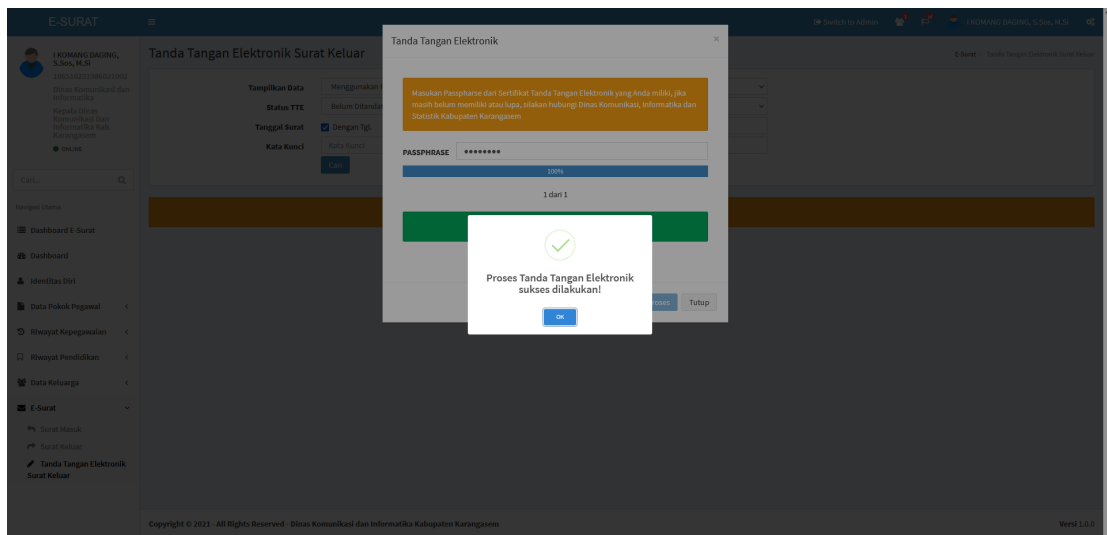 E-SURAT
Switch to Admin
I KOMANG DAGING, S.Sos, M.Si
I KOMANG DAGING,
S.Sos, M.Si
Dinas Komunikasi dan
Informatika
Kepala Dinas
Komunikasi Dan
Informatika Kab.
Karangasem
ONLINE
Cari...
Navigasi Utama
Dashboard E-Surat
Dashboard
Identitas Diri
Data Pokok Pegawai
Riwayat Kepegawaian
Riwayat Pendidikan
Data Keluarga
E-Surat
Surat Masuk
Surat Keluar
Tanda Tangan Elektronik
Surat Keluar
Tanda Tangan Elektronik Surat Keluar
E-Surat
Tanda Tangan Elektronik Surat Keluar
Tampilkan Data
Menggunakan
Status TTE
Belum Ditandat
Tanggal Surat
Dengan Tgl.
Kata Kunci
Kata Kunci
Cari
Tanda Tangan Elektronik
×
Masukan Passpharse dari Sertifikat Tanda Tangan Elektronik yang Anda miliki, jika
masih belum memiliki atau lupa, silakan hubungi Dinas Komunikasi, Informatika dan
Statistik Kabupaten Karangasem
PASSPHRASE ••••••••
100%
1 dari 1
Proses Tanda Tangan Elektronik
sukses dilakukan!
OK
roses
Tutup
Copyright © 2021 - All Rights Reserved - Dinas Komunikasi dan Informatika Kabupaten Karangasem
Versi 1.0.0